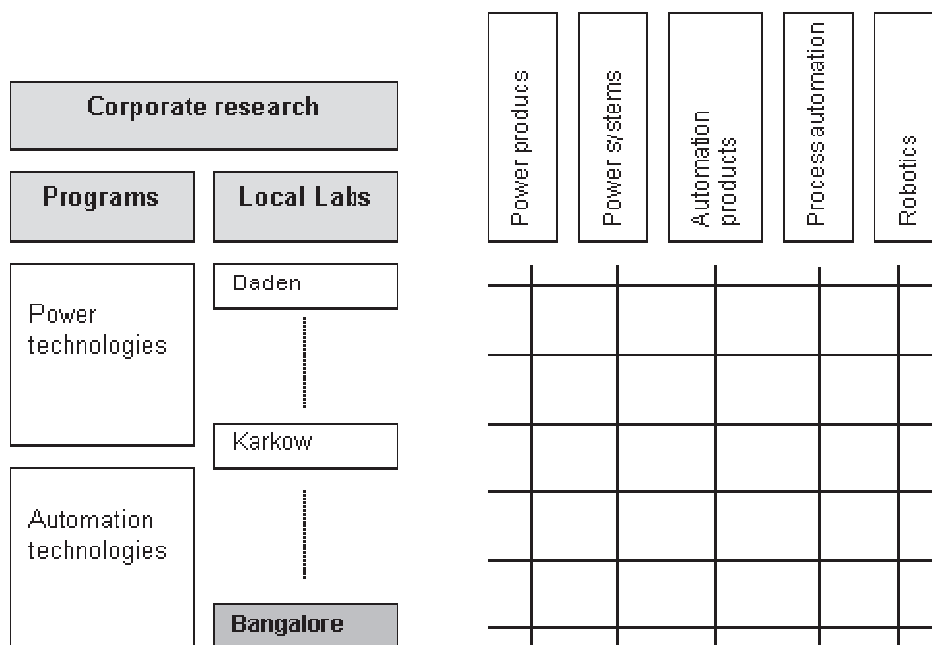 Corporate research
Programs
Local Labs
Power technologies
Automation technologies
Daden
Karkow
Bangalore
Power producs
Power systems
Automation products
Process automation
Robotics